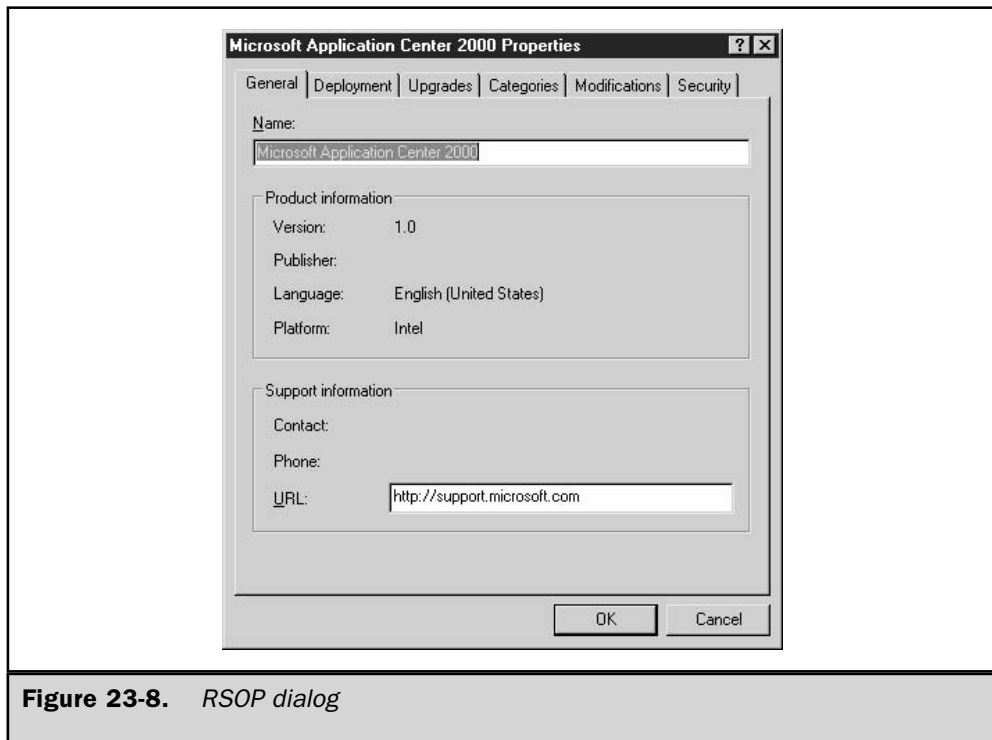 Microsoft Application Center 2000 Properties
General Deployment Upgrades Categories Modifications Security
Name:
Microsoft Application Center 2000
Product information
Version: 1.0
Publisher:
Language: English (United States)
Platform: Intel
Support information
Contact:
Phone:
URL: http://support.microsoft.com
OK Cancel
Figure 23-8. RSOP dialog